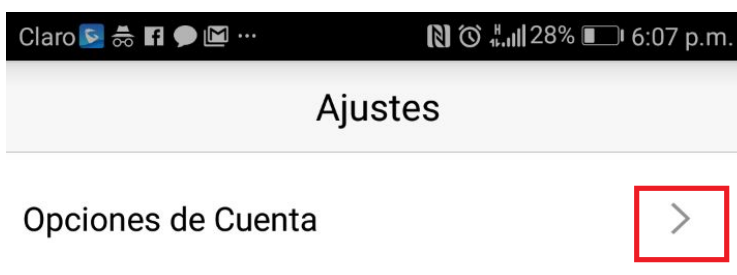 Claro ... 28% 6:07 p.m.
Ajustes
Opciones de Cuenta